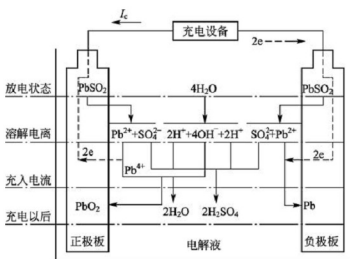 I_c
充电设备
2e
放电状态 PbSO₂ 4H₂O PbSO₂
溶解电离 Pb²⁺+SO₄²⁻ 2H⁺+4OH⁻+2H⁺ SO₄²⁻+Pb²⁺
2e Pb⁴⁺ 2e
充入电流
充电以后 PbO₂ 2H₂O 2H₂SO₄ Pb
正极板 电解液 负极板